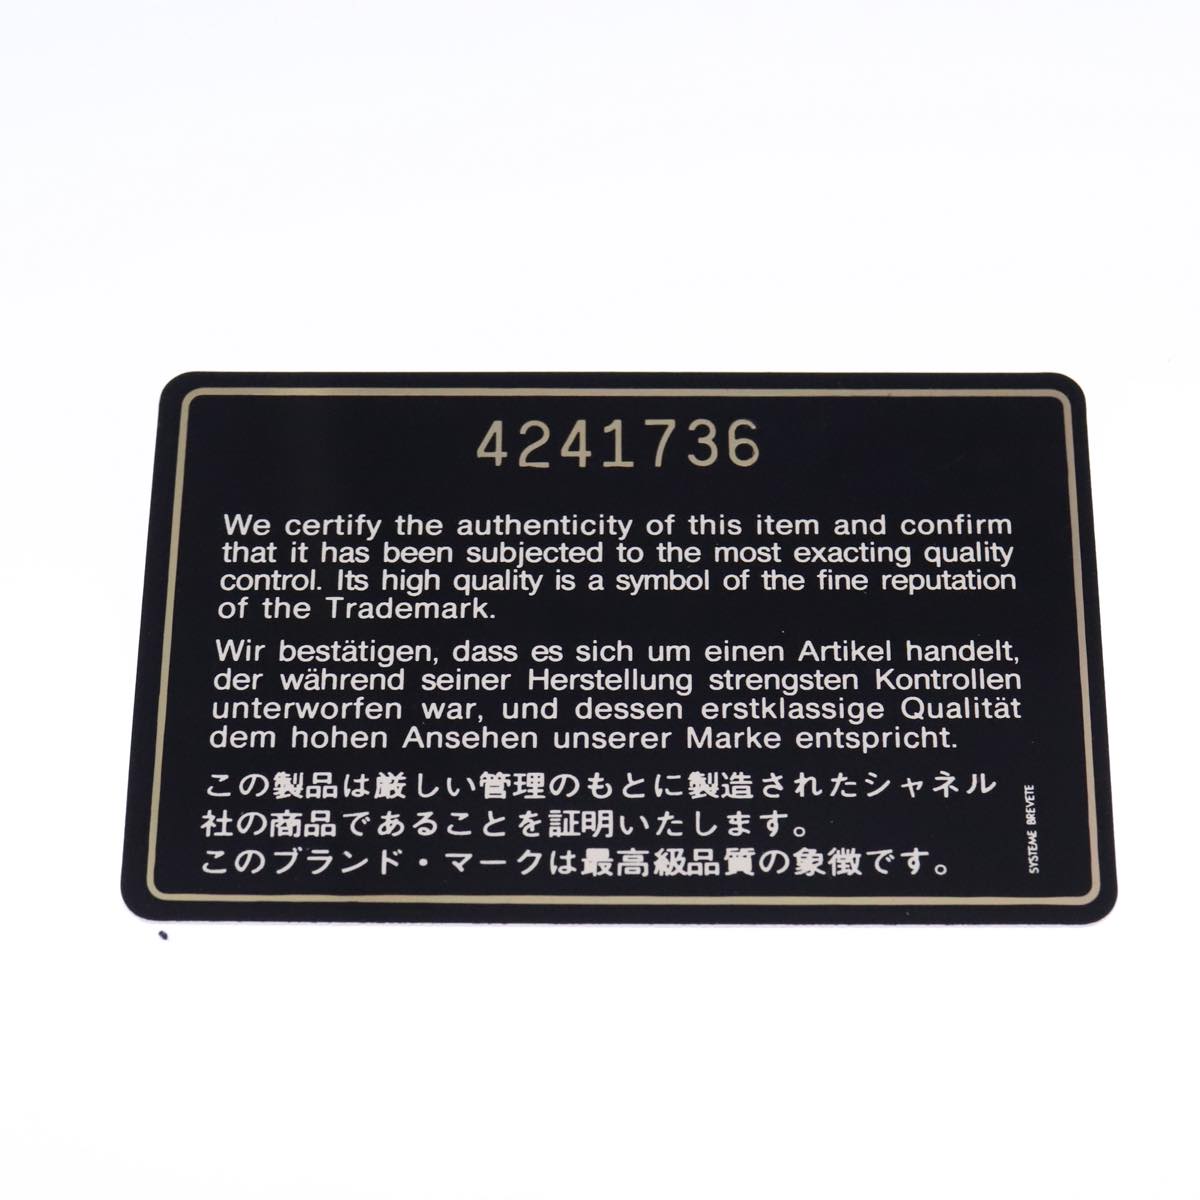 4241736
We certify the authenticity of this item and confirm
that it has been subjected to the most exacting quality
control. Its high quality is a symbol of the fine reputation
of the Trademark.
Wir bestätigen, dass es sich um einen Artikel handelt,
der während seiner Herstellung strengsten Kontrollen
unterworfen war, und dessen erstklassige Qualität
dem hohen Ansehen unserer Marke entspricht.
この製品は厳しい管理のもとに製造されたシャネル
社の商品であることを証明いたします。
このブランド・マークは最高級品質の象徴です。
SYSTEME BREVETE